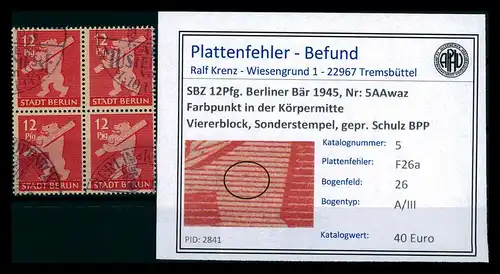 12
Pfg
STADT BERLIN
12
Pfg
STADT BERLIN
12
Pfg
STADT BERLIN
12
Pfg
STADT BERLIN
Plattenfehler - Befund
Ralf Krenz - Wiesengrund 1 - 22967 Tremsbüttel
SBZ 12Pfg. Berliner Bär 1945, Nr: 5AAwaz
Farbpunkt in der Körpermitte
Viererblock, Sonderstempel, gepr. Schulz BPP
Katalognummer: 5
Plattenfehler: F26a
Bogenfeld: 26
Bogentyp: A/III
Katalogwert: 40 Euro
PID: 2841